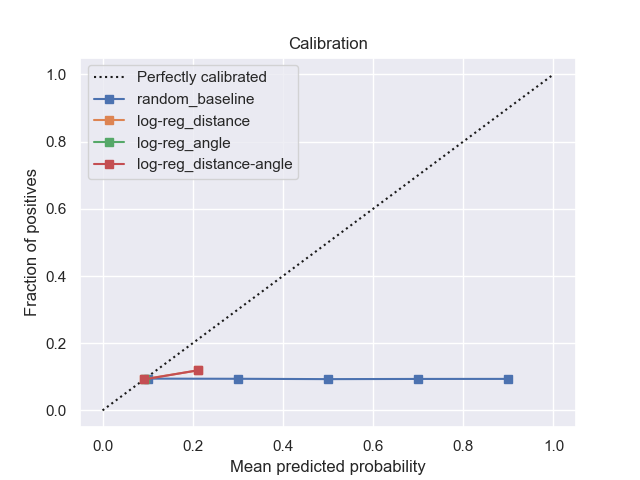 Calibration
Perfectly calibrated
random_baseline
log-reg_distance
log-reg_angle
log-reg_distance-angle
Fraction of positives
1.0
0.8
0.6
0.4
0.2
0.0
0.0 0.2 0.4 0.6 0.8 1.0
Mean predicted probability